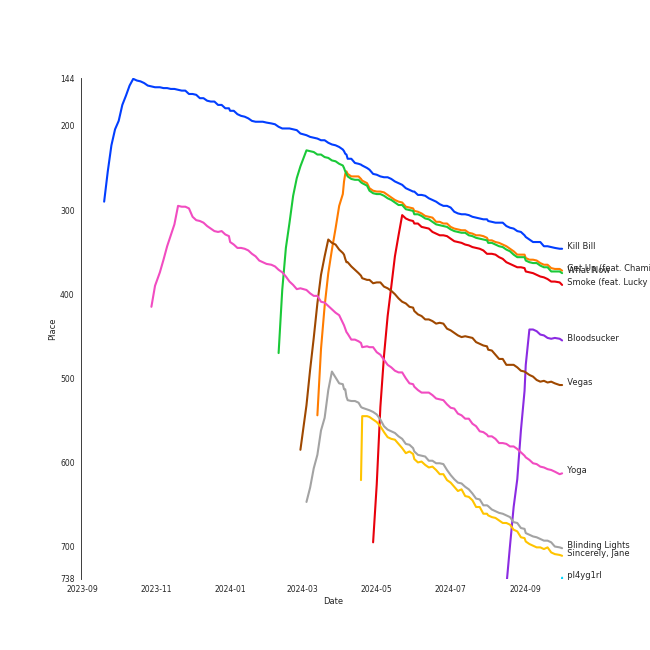 144
200
300
400
500
600
700
738
Place
2023-09
2023-11
2024-01
2024-03
2024-05
2024-07
2024-09
Date
Kill Bill
Get Up (feat. Chami
What Now
Smoke (feat. Lucky
Bloodsucker
Vegas
Yoga
Blinding Lights
Sincerely, Jane
pl4yg1rl